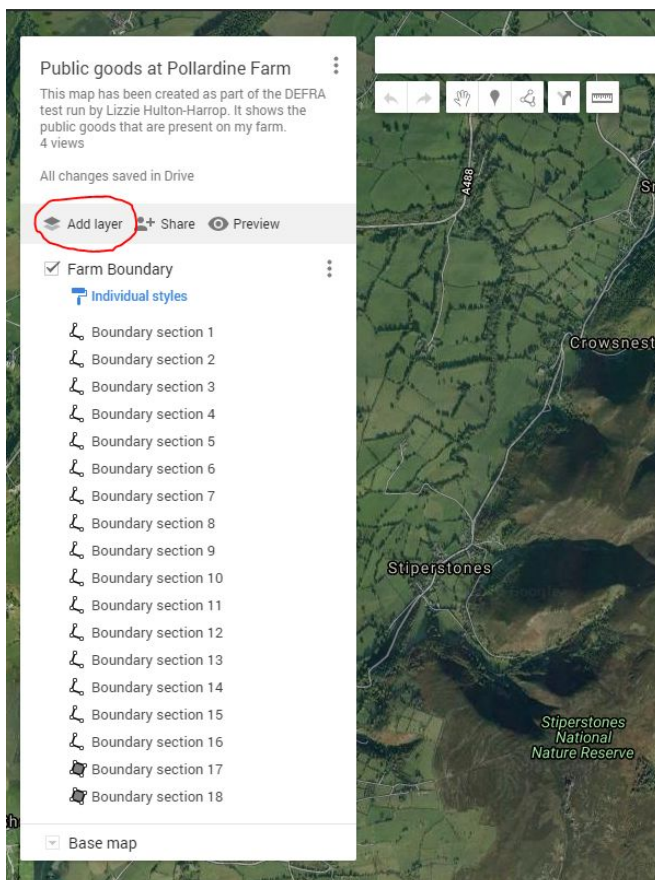 Public goods at Pollardine Farm
This map has been created as part of the DEFRA
test run by Lizzie Hulton-Harrop. It shows the
public goods that are present on my farm.
4 views
All changes saved in Drive
Add layer
Share
Preview
Farm Boundary
Individual styles
Boundary section 1
Boundary section 2
Boundary section 3
Boundary section 4
Boundary section 5
Boundary section 6
Boundary section 7
Boundary section 8
Boundary section 9
Boundary section 10
Boundary section 11
Boundary section 12
Boundary section 13
Boundary section 14
Boundary section 15
Boundary section 16
Boundary section 17
Boundary section 18
Base map
A488
Crowsnest
Stiperstones
Stiperstones
National
Nature Reserve